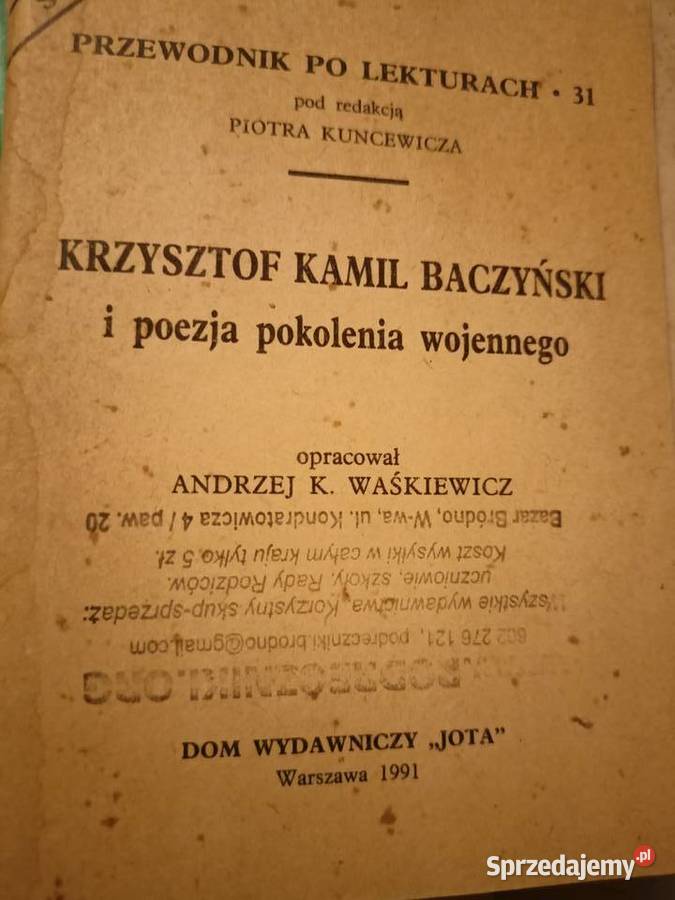 PRZEWODNIK PO LEKTURACH • 31
pod redakcją
PIOTRA KUNCEWICZA
KRZYSZTOF KAMIL BACZYŃSKI
i poezja pokolenia wojennego
opracował
ANDRZEJ K. WAŚKIEWICZ
PODRECZNIKI.ORG
602 276 121, podreczniki.brodno@gmail.com
Wszystkie wydawnictwa, Korzystny skup-sprzedaż:
uczniowie, szkoły, Rady Rodziców.
Koszt wysyłki w całym kraju tylko 5 zł.
Bazar Bródno, W-wa, ul. Kondratowicza 4 / paw. 20
DOM WYDAWNICZY „JOTA”
Warszawa 1991
Sprzedajemy.pl